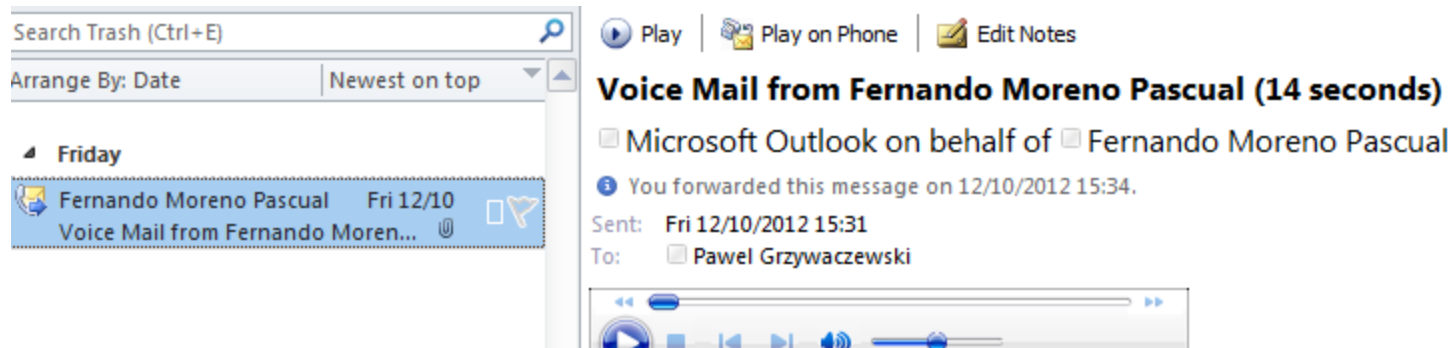 Search Trash (Ctrl+E)
Arrange By: Date Newest on top
Friday
Fernando Moreno Pascual Fri 12/10
Voice Mail from Fernando Moren...
Play Play on Phone Edit Notes
Voice Mail from Fernando Moreno Pascual (14 seconds)
Microsoft Outlook on behalf of Fernando Moreno Pascual
You forwarded this message on 12/10/2012 15:34.
Sent: Fri 12/10/2012 15:31
To: Pawel Grzywaczewski